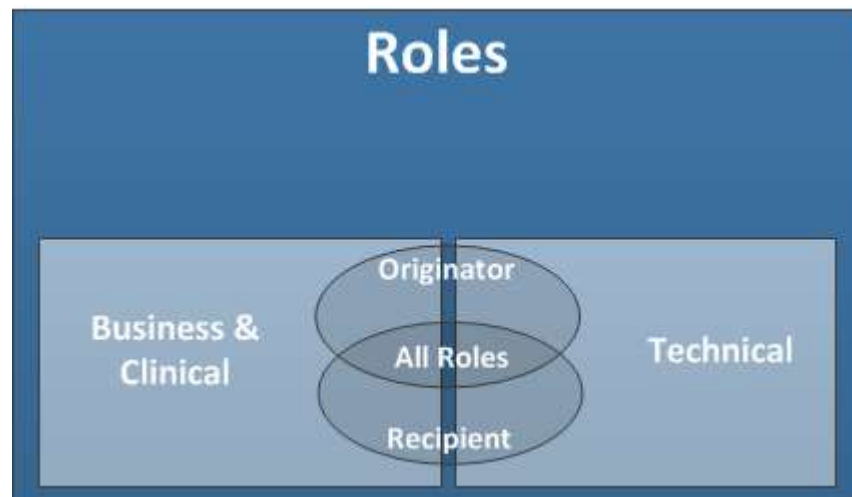 Roles
Originator
Business &
Clinical
All Roles
Technical
Recipient